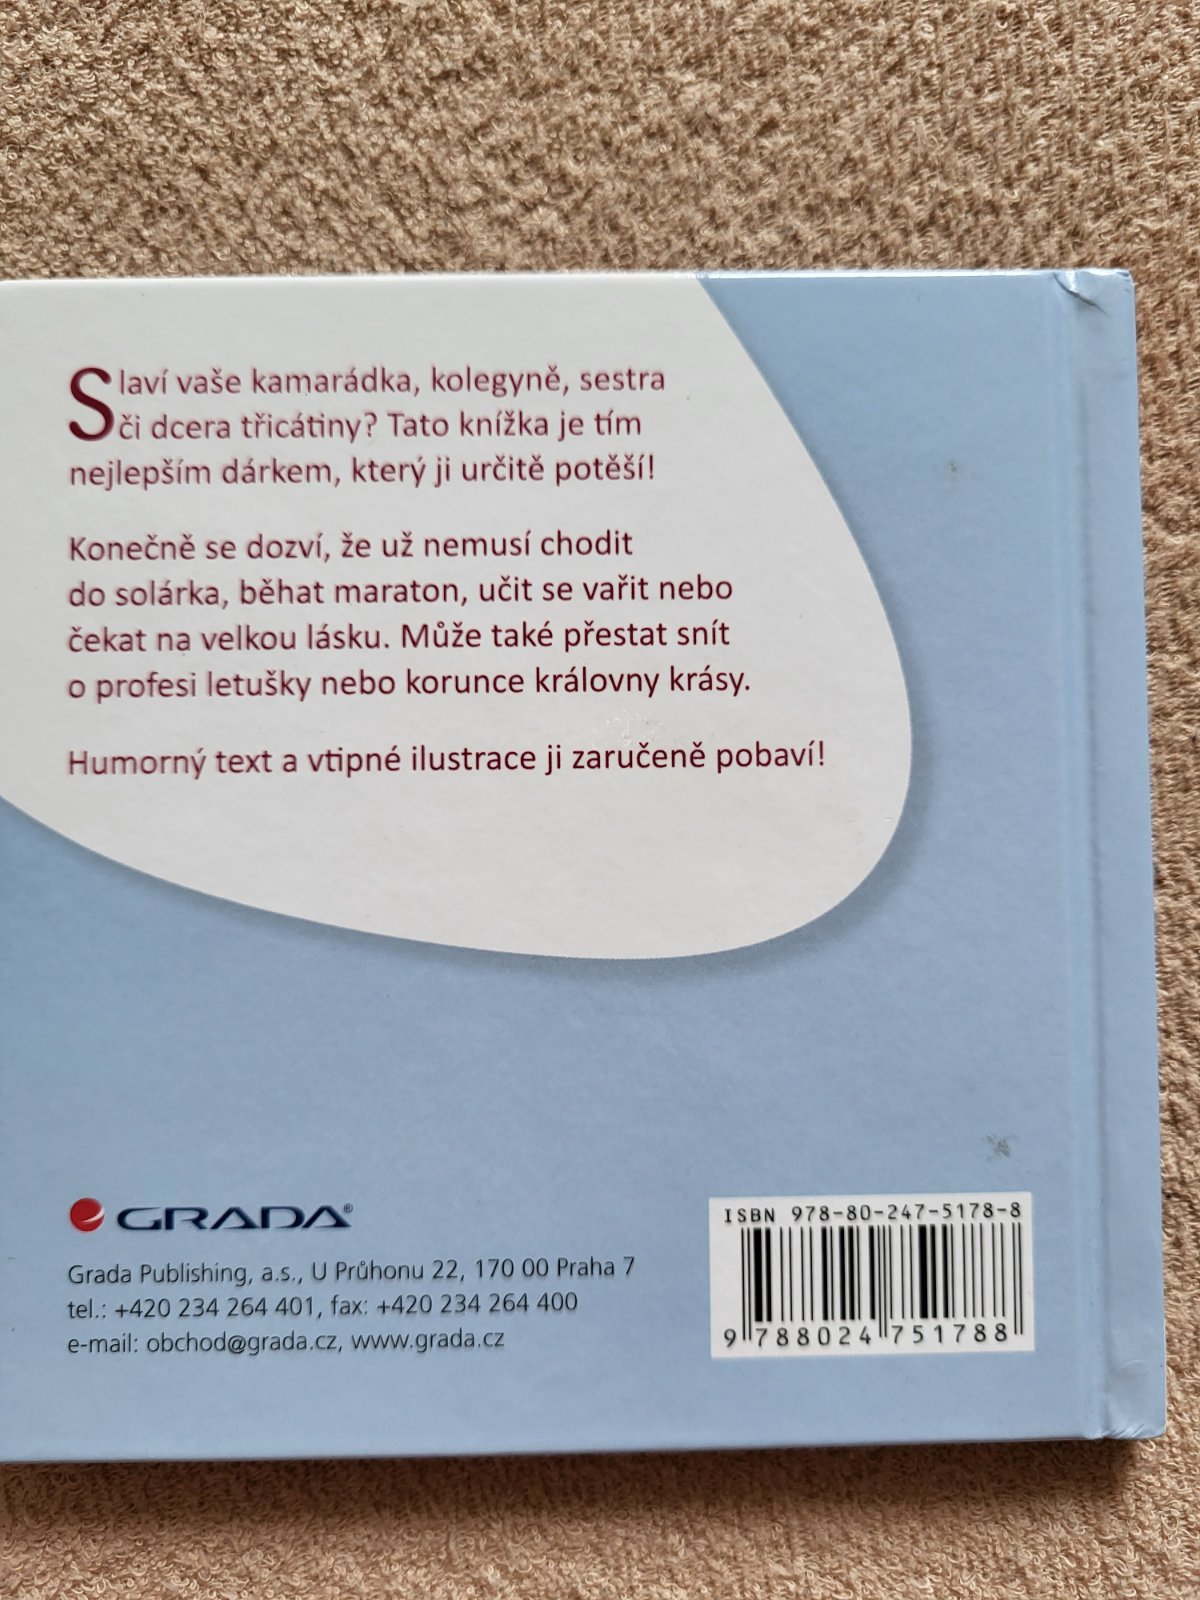 Slaví vaše kamarádka, kolegyně, sestra
či dcera třicátiny? Tato knížka je tím
nejlepším dárkem, který ji určitě potěší!
Konečně se dozví, že už nemusí chodit
do solárka, běhat maraton, učit se vařit nebo
čekat na velkou lásku. Může také přestat snít
o profesi letušky nebo korunce královny krásy.
Humorný text a vtipné ilustrace ji zaručeně pobaví!
GRADA®
Grada Publishing, a.s., U Průhonu 22, 170 00 Praha 7
tel.: +420 234 264 401, fax: +420 234 264 400
e-mail: obchod@grada.cz, www.grada.cz
ISBN 978-80-247-5178-8
9 788024 751788